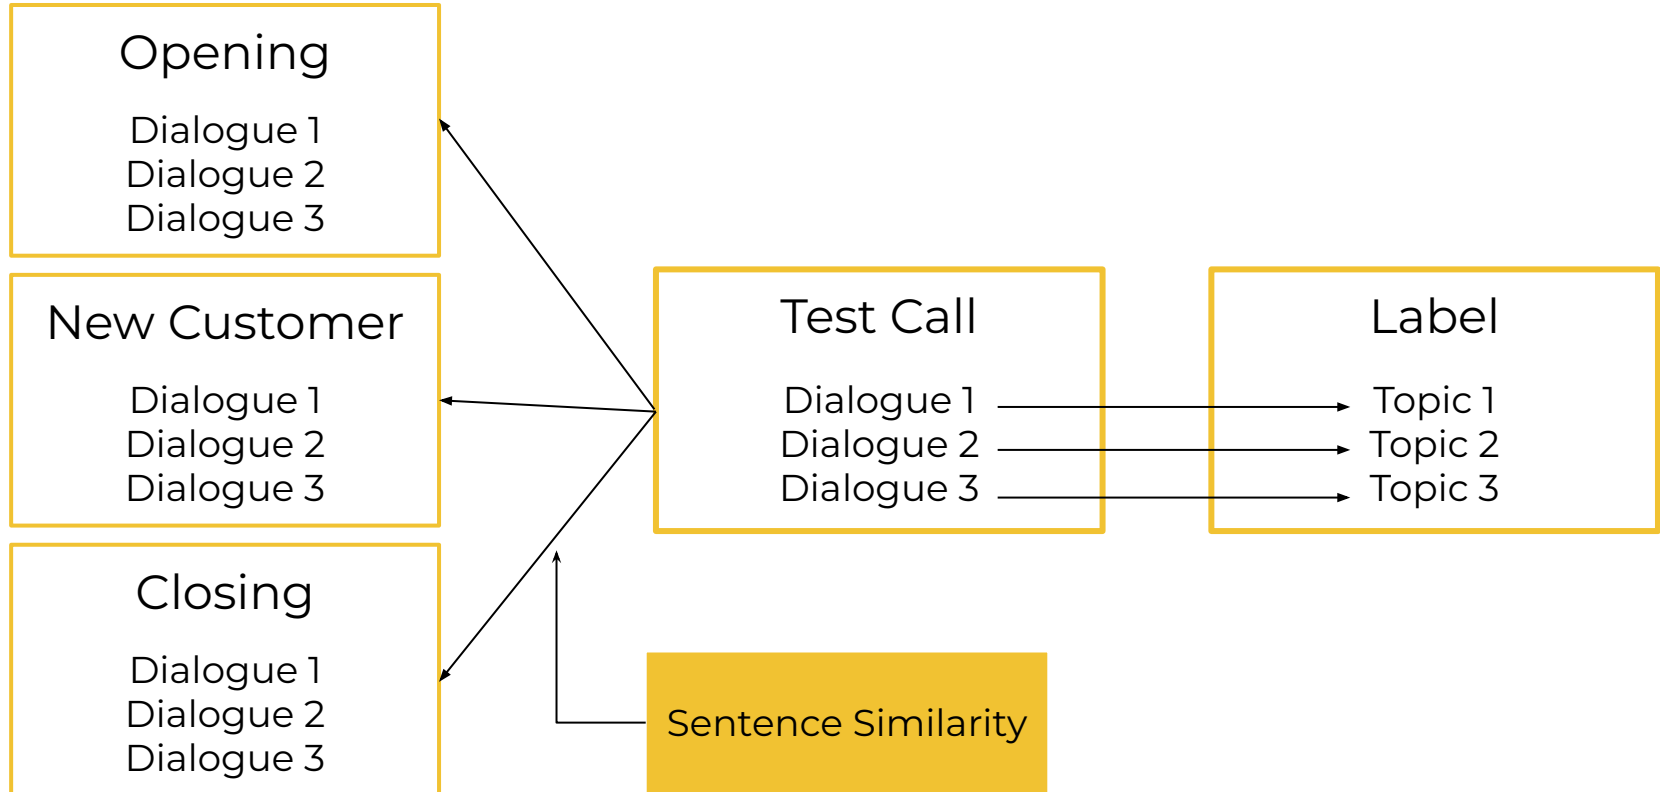 Opening
Dialogue 1
Dialogue 2
Dialogue 3
New Customer
Dialogue 1
Dialogue 2
Dialogue 3
Closing
Dialogue 1
Dialogue 2
Dialogue 3
Test Call
Dialogue 1
Dialogue 2
Dialogue 3
Label
Topic 1
Topic 2
Topic 3
Sentence Similarity